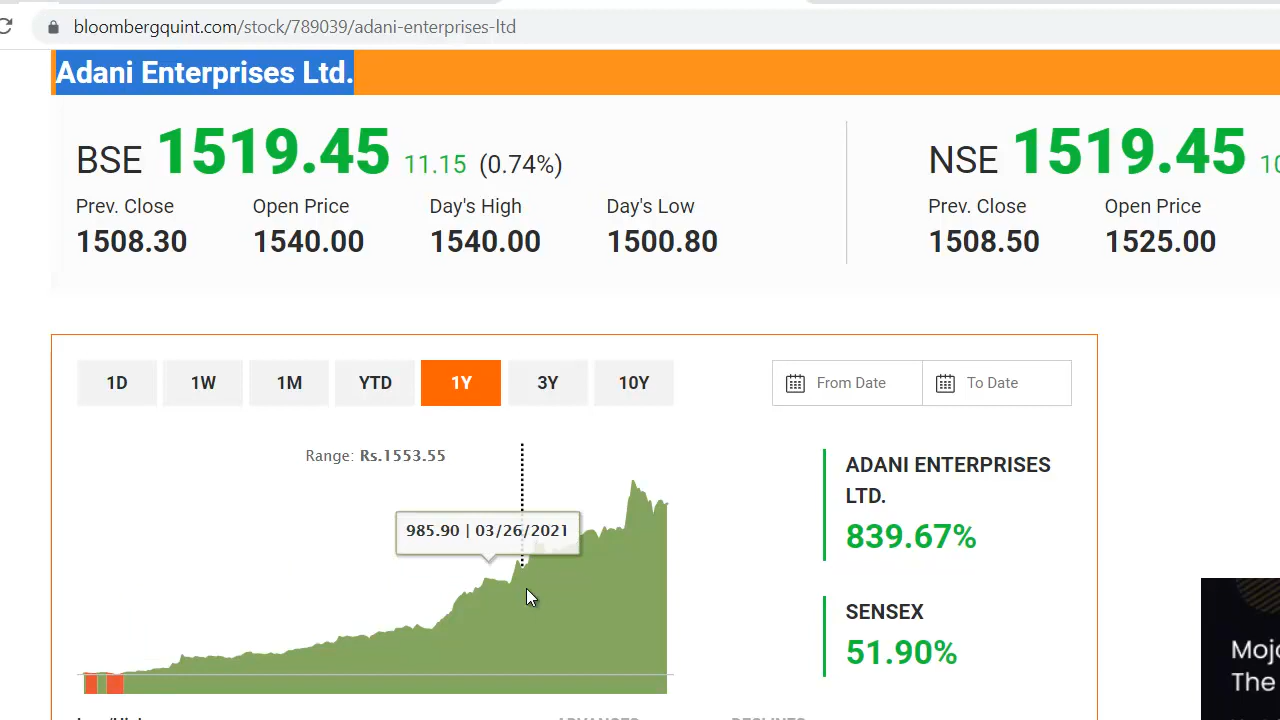 bloombergquint.com/stock/789039/adani-enterprises-ltd
Adani Enterprises Ltd.
BSE 1519.45 11.15 (0.74%)
Prev. Close Open Price Day's High Day's Low
1508.30 1540.00 1540.00 1500.80
NSE 1519.45 10
Prev. Close Open Price
1508.50 1525.00
1D 1W 1M YTD 1Y 3Y 10Y
From Date To Date
Range: Rs.1553.55
985.90 | 03/26/2021
ADANI ENTERPRISES
LTD.
839.67%
SENSEX
51.90%
Mojo
The